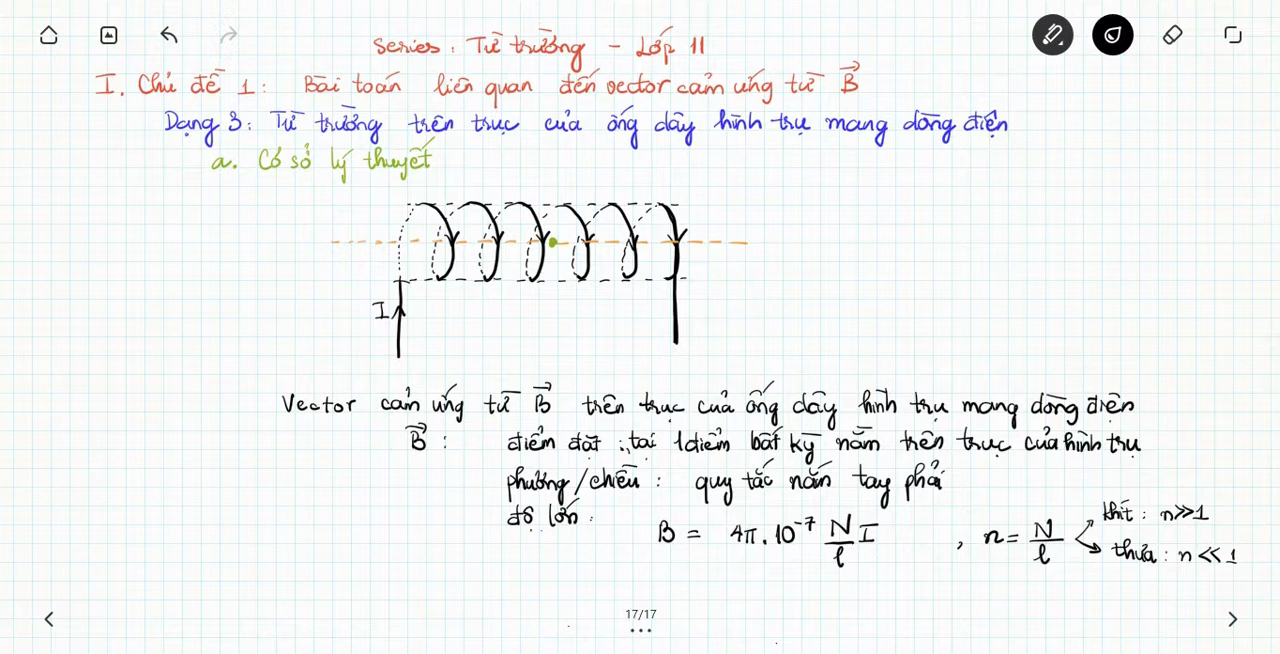 Series: Từ trường - Lớp 11
I. Chủ đề 1: Bài toán liên quan đến vector cảm ứng từ B⃗
Dạng 3: Từ trường trên trục của ống dây hình trụ mang dòng điện
a. Cơ sở lý thuyết
I
Vector cảm ứng từ B⃗ trên trục của ống dây hình trụ mang dòng điện
B⃗ : điểm đặt : tại 1 điểm bất kỳ nằm trên trục của hình trụ
phương/chiều : quy tắc nắm tay phải
độ lớn :
B = 4π.10⁻⁷ N/l I , n = N/l khít : n >> 1
thưa : n << 1
17/17